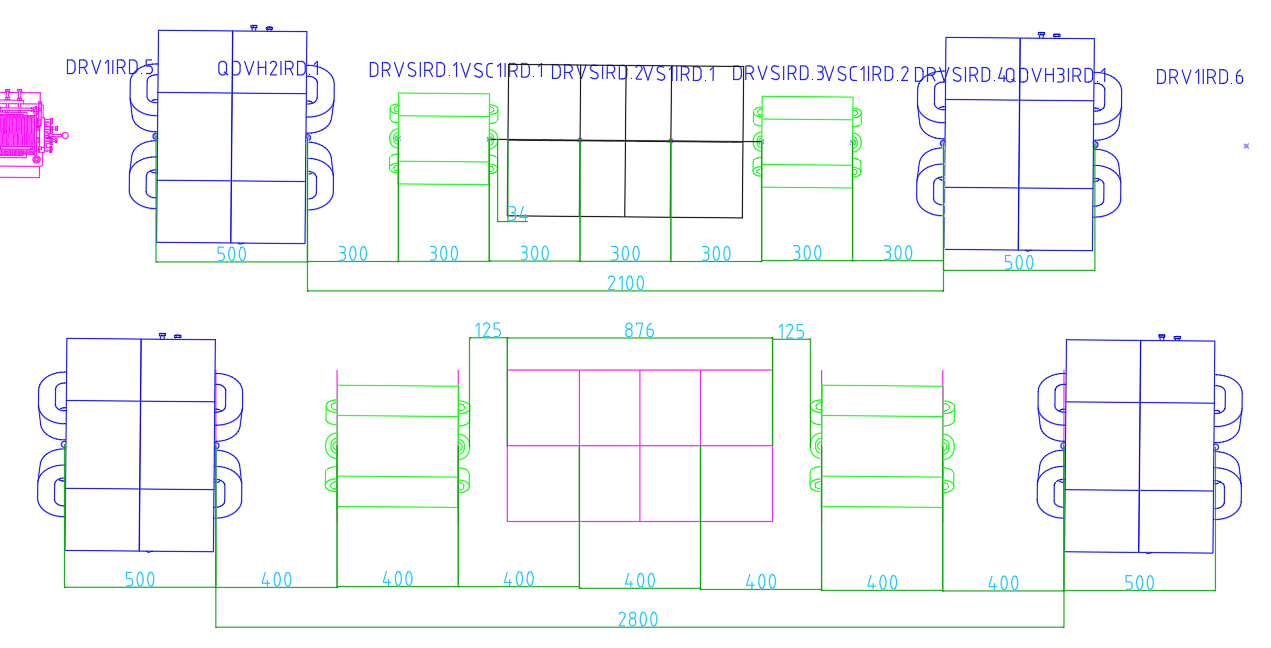 DRV1IRD.5 QDVH2IRD.1 DRVSIRD.1VSC1IRD.1 DRVSIRD.2VS1IRD.1 DRVSIRD.3VSC1IRD.2 DRVSIRD.4QDVH3IRD.1 DRV1IRD.6
34
500 300 300 300 300 300 300 300 500
2100
125 876 125
500 400 400 400 400 400 400 400 500
2800